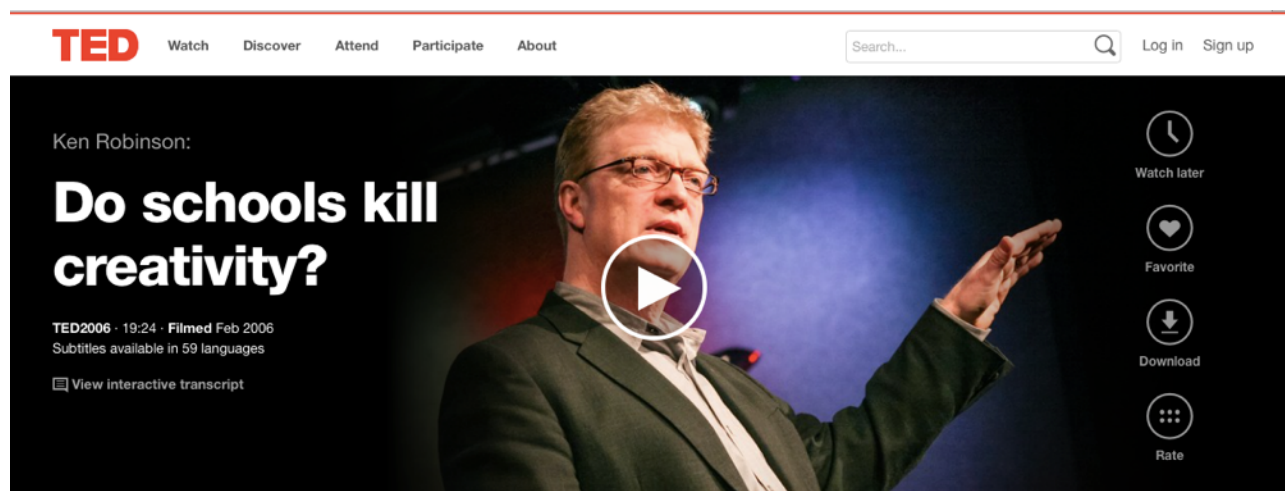 TED Watch Discover Attend Participate About Search... Log in Sign up
Ken Robinson:
Do schools kill
creativity?
TED2006 · 19:24 · Filmed Feb 2006
Subtitles available in 59 languages
View interactive transcript
Watch later
Favorite
Download
Rate